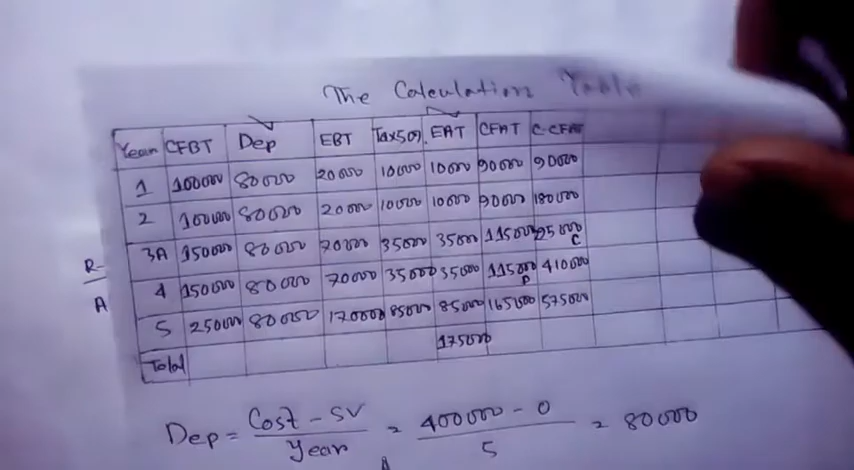 The Calculation Table
Year CFBT Dep EBT Tax50%. EAT CFAT C.CFAT
1 100000 80000 20000 10000 10000 90000 90000
2 100000 80000 20000 10000 10000 90000 180000
3A 150000 80000 70000 35000 35000 115000 295000
C
R-
4 150000 80000 70000 35000 35000 115000 410000
A D
5 250000 80000 170000 85000 85000 165000 575000
Total 175000
Dep = Cost - SV / Year = 400000 - 0 / 5 = 80000